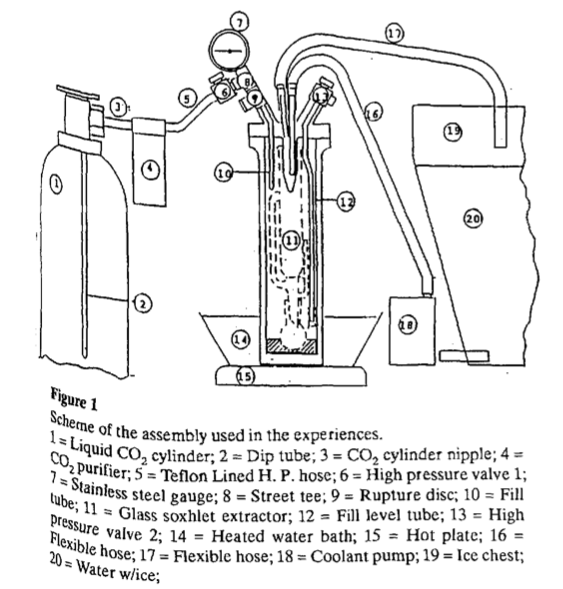 7
17
8
3
5
6
9
13
16
19
4
1
10
12
20
11
2
18
14
15
Figure 1
Scheme of the assembly used in the experiences.
1 = Liquid CO2 cylinder; 2 = Dip tube; 3 = CO2 cylinder nipple; 4 =
CO2 purifier; 5 = Teflon Lined H. P. hose; 6 = High pressure valve 1;
7 = Stainless steel gauge; 8 = Street tee; 9 = Rupture disc; 10 = Fill
tube; 11 = Glass soxhlet extractor; 12 = Fill level tube; 13 = High
pressure valve 2; 14 = Heated water bath; 15 = Hot plate; 16 =
Flexible hose; 17 = Flexible hose; 18 = Coolant pump; 19 = Ice chest;
20 = Water w/ice;